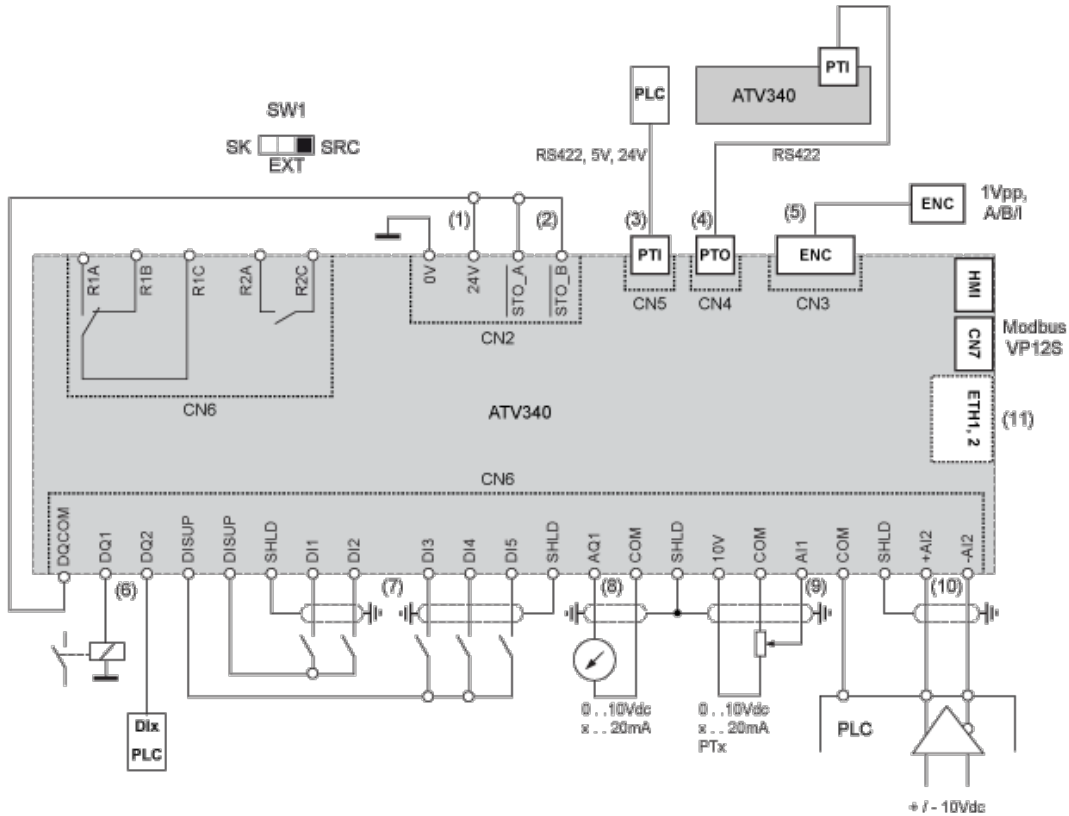 PTI
PLC
ATV340
SW1
SK
SRC
EXT
RS422, 5V, 24V
RS422
ENC
1Vpp,
A/B/I
(1)
(2)
(3)
(4)
(5)
R1A
R1B
R1C
R2A
R2C
0V
24V
STO_A
STO_B
PTI
PTO
ENC
CN5
CN4
CN3
HMI
CN2
CN7
Modbus
VP12S
CN6
ATV340
ETH1, 2
(11)
CN6
DQCOM
DQ1
DQ2
DISUP
DISUP
SHLD
DI1
DI2
DI3
DI4
DI5
SHLD
AQ1
COM
SHLD
10V
COM
AI1
COM
SHLD
+AI2
-AI2
(6)
(7)
(8)
(9)
(10)
DIx
PLC
0 . . 10Vdc
x . . 20mA
0 . . 10Vdc
x . . 20mA
PTx
PLC
+ / - 10Vdc